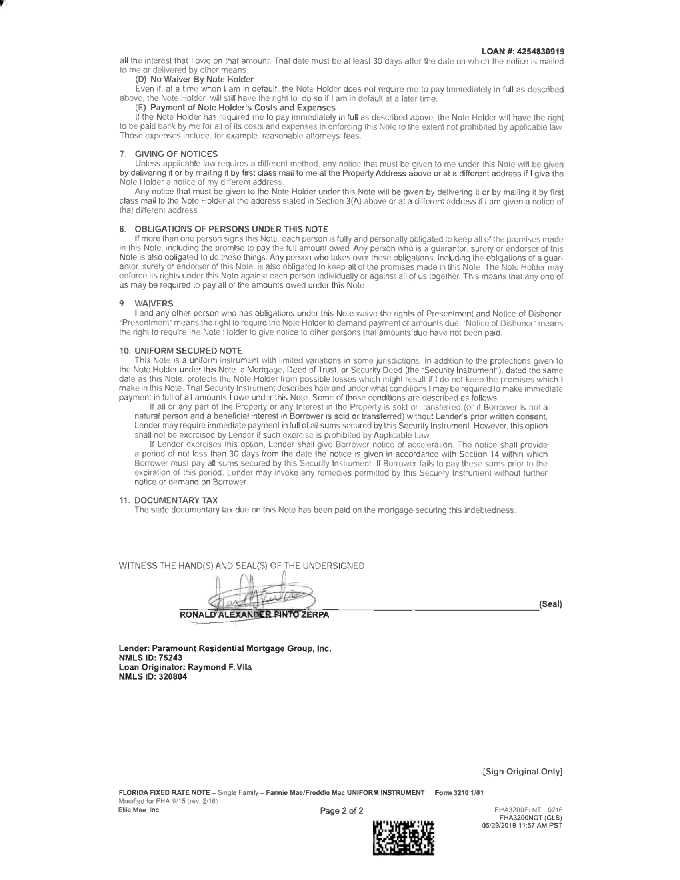 LOAN #: 4254830919
all the interest that I owe on that amount. That date must be at least 30 days after the date on which the notice is mailed
to me or delivered by other means.
(D) No Waiver By Note Holder
Even if, at a time when I am in default, the Note Holder does not require me to pay immediately in full as described
above, the Note Holder will still have the right to do so if I am in default at a later time.
(E) Payment of Note Holder's Costs and Expenses
If the Note Holder has required me to pay immediately in full as described above, the Note Holder will have the right
to be paid back by me for all of its costs and expenses in enforcing this Note to the extent not prohibited by applicable law.
Those expenses include, for example, reasonable attorneys' fees.
7. GIVING OF NOTICES
Unless applicable law requires a different method, any notice that must be given to me under this Note will be given
by delivering it or by mailing it by first class mail to me at the Property Address above or at a different address if I give the
Note Holder a notice of my different address.
Any notice that must be given to the Note Holder under this Note will be given by delivering it or by mailing it by first
class mail to the Note Holder at the address stated in Section 3(A) above or at a different address if I am given a notice of
that different address.
8. OBLIGATIONS OF PERSONS UNDER THIS NOTE
If more than one person signs this Note, each person is fully and personally obligated to keep all of the promises made
in this Note, including the promise to pay the full amount owed. Any person who is a guarantor, surety or endorser of this
Note is also obligated to do these things. Any person who takes over these obligations, including the obligations of a guar-
antor, surety or endorser of this Note, is also obligated to keep all of the promises made in this Note. The Note Holder may
enforce its rights under this Note against each person individually or against all of us together. This means that any one of
us may be required to pay all of the amounts owed under this Note.
9. WAIVERS
I and any other person who has obligations under this Note waive the rights of Presentment and Notice of Dishonor.
"Presentment" means the right to require the Note Holder to demand payment of amounts due. "Notice of Dishonor" means
the right to require the Note Holder to give notice to other persons that amounts due have not been paid.
10. UNIFORM SECURED NOTE
This Note is a uniform instrument with limited variations in some jurisdictions. In addition to the protections given to
the Note Holder under this Note, a Mortgage, Deed of Trust, or Security Deed (the "Security Instrument"), dated the same
date as this Note, protects the Note Holder from possible losses which might result if I do not keep the promises which I
make in this Note. That Security Instrument describes how and under what conditions I may be required to make immediate
payment in full of all amounts I owe under this Note. Some of those conditions are described as follows:
If all or any part of the Property or any Interest in the Property is sold or transferred (or if Borrower is not a
natural person and a beneficial interest in Borrower is sold or transferred) without Lender's prior written consent,
Lender may require immediate payment in full of all sums secured by this Security Instrument. However, this option
shall not be exercised by Lender if such exercise is prohibited by Applicable Law.
If Lender exercises this option, Lender shall give Borrower notice of acceleration. The notice shall provide
a period of not less than 30 days from the date the notice is given in accordance with Section 14 within which
Borrower must pay all sums secured by this Security Instrument. If Borrower fails to pay these sums prior to the
expiration of this period, Lender may invoke any remedies permitted by this Security Instrument without further
notice or demand on Borrower.
11. DOCUMENTARY TAX
The state documentary tax due on this Note has been paid on the mortgage securing this indebtedness.
WITNESS THE HAND(S) AND SEAL(S) OF THE UNDERSIGNED
(Seal)
RONALD ALEXANDER PINTO ZERPA
Lender: Paramount Residential Mortgage Group, Inc.
NMLS ID: 75243
Loan Originator: Raymond F. Vila
NMLS ID: 320804
[Sign Original Only]
FLORIDA FIXED RATE NOTE – Single Family – Fannie Mae/Freddie Mac UNIFORM INSTRUMENT Form 3210 1/01
Modified for FHA 9/15 (rev. 2/16)
Ellie Mae, Inc.
Page 2 of 2
FHA3200NOT 0216
FHA3200NOT (CLS)
06/29/2018 11:57 AM PST